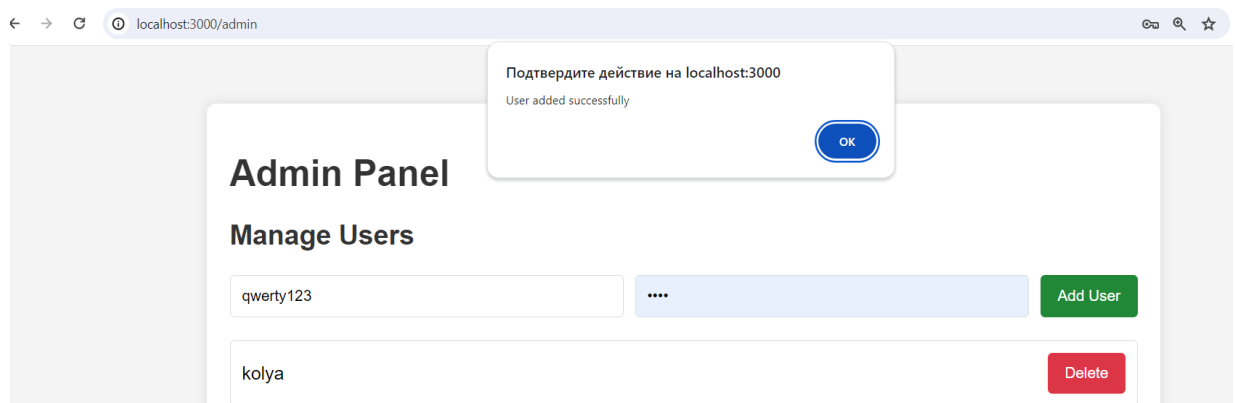 localhost:3000/admin
Подтвердите действие на localhost:3000
User added successfully
ОК
Admin Panel
Manage Users
qwerty123
••••
Add User
kolya
Delete